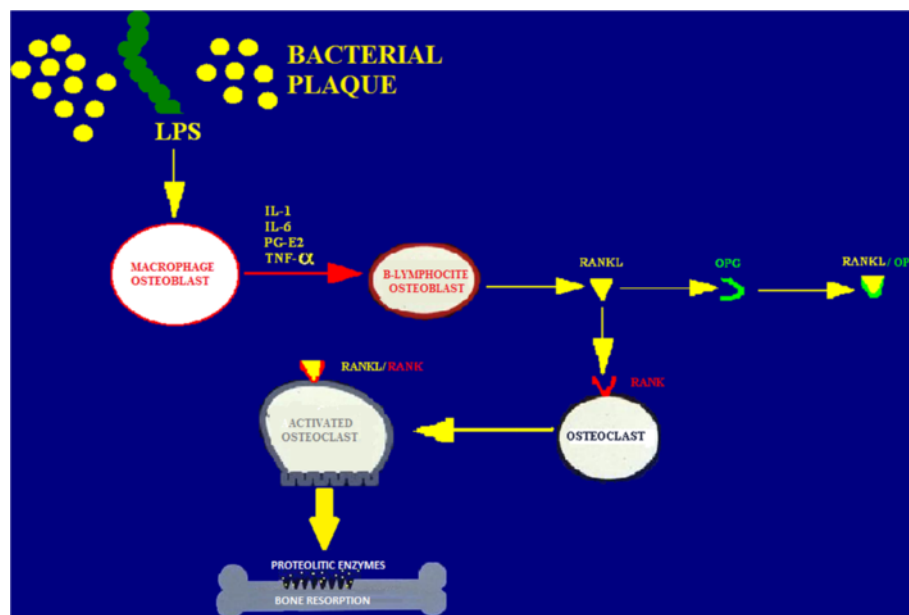 BACTERIAL
PLAQUE
LPS
IL-1
IL-6
PG-E2
TNF-α
MACROPHAGE
OSTEOBLAST
B-LYMPHOCITE
OSTEOBLAST
RANKL
OPG
RANKL/OP
RANKL/RANK
RANK
ACTIVATED
OSTEOCLAST
OSTEOCLAST
PROTEOLITIC ENZYMES
BONE RESORPTION